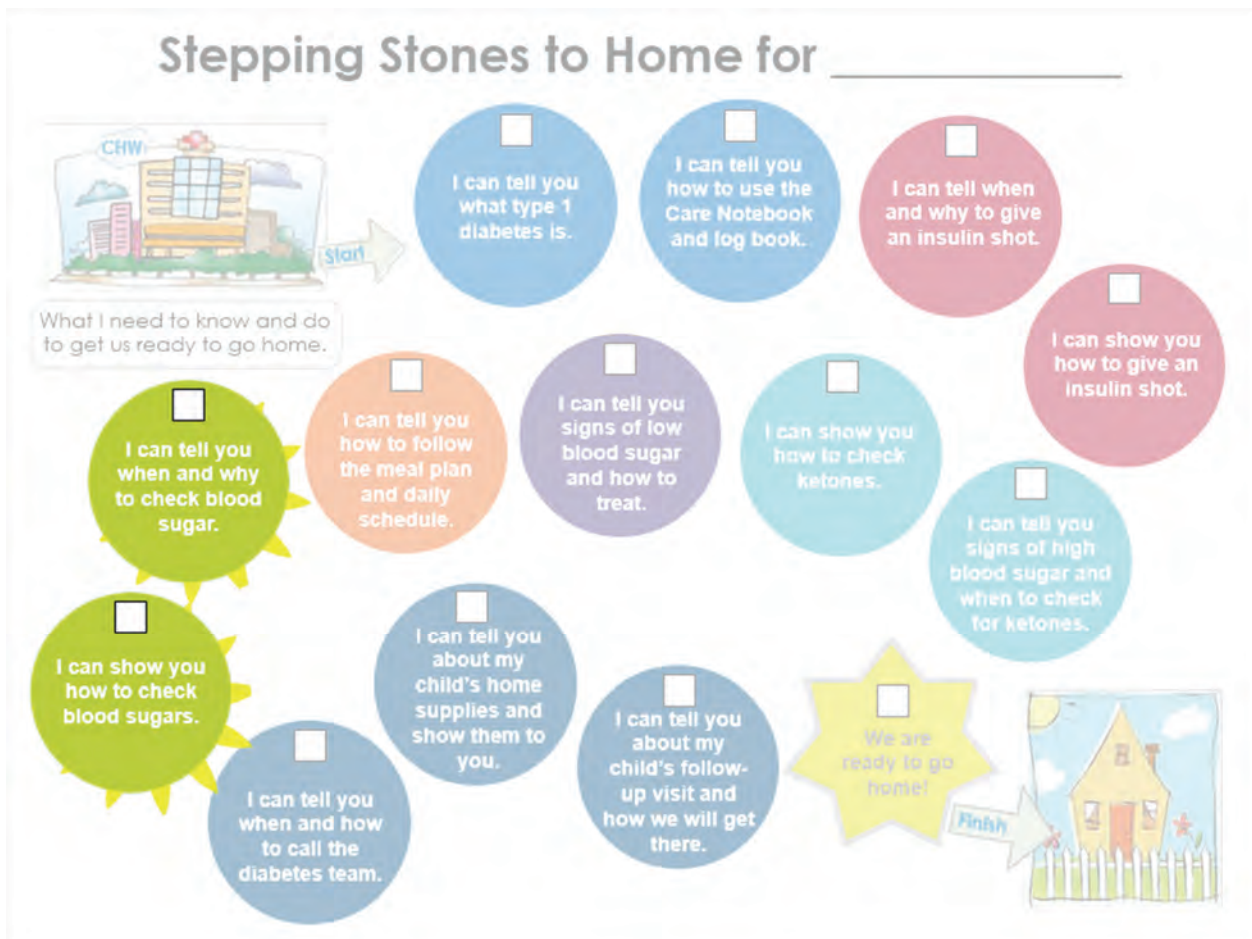 Stepping Stones to Home for
CHW
Start
What I need to know and do
to get us ready to go home.
I can tell you
what type 1
diabetes is.
I can tell you
how to use the
Care Notebook
and log book.
I can tell when
and why to give
an insulin shot.
I can show you
how to give an
insulin shot.
I can tell you
signs of high
blood sugar and
when to check
for ketones.
I can show you
how to check
ketones.
I can tell you
signs of low
blood sugar
and how to
treat.
I can tell you
how to follow
the meal plan
and daily
schedule.
I can tell you
when and why
to check blood
sugar.
I can show you
how to check
blood sugars.
I can tell you
when and how
to call the
diabetes team.
I can tell you
about my
child's home
supplies and
show them to
you.
I can tell you
about my
child's follow-
up visit and
how we will get
there.
We are
ready to go
home!
Finish